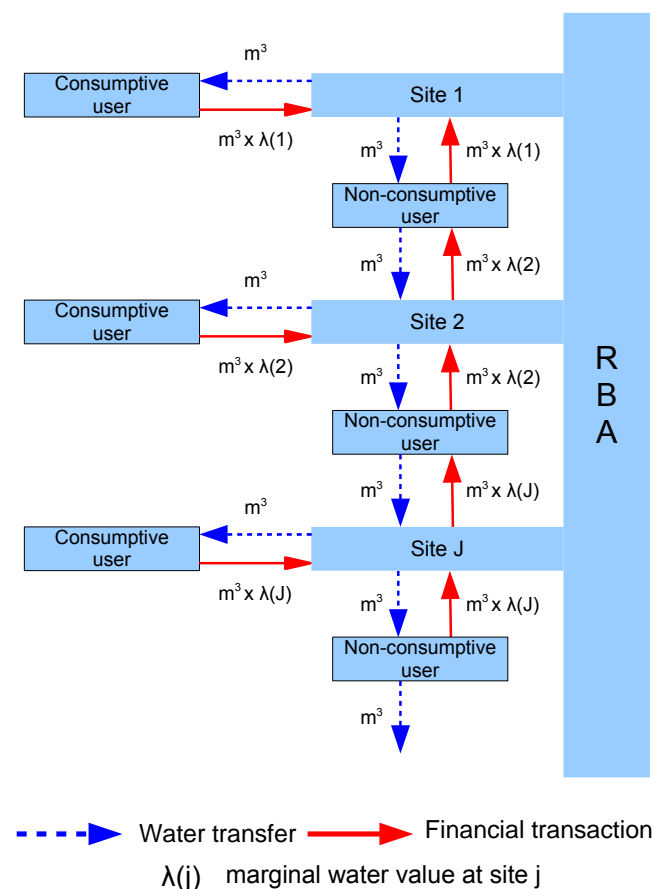 m³
Consumptive
user
Site 1
m³ x λ(1)
m³
m³ x λ(1)
Non-consumptive
user
m³
m³ x λ(2)
m³
Consumptive
user
Site 2
m³ x λ(2)
m³
m³ x λ(2)
R
B
A
Non-consumptive
user
m³
m³ x λ(J)
m³
Consumptive
user
Site J
m³ x λ(J)
m³
m³ x λ(J)
Non-consumptive
user
m³
Water transfer
Financial transaction
λ(j) marginal water value at site j